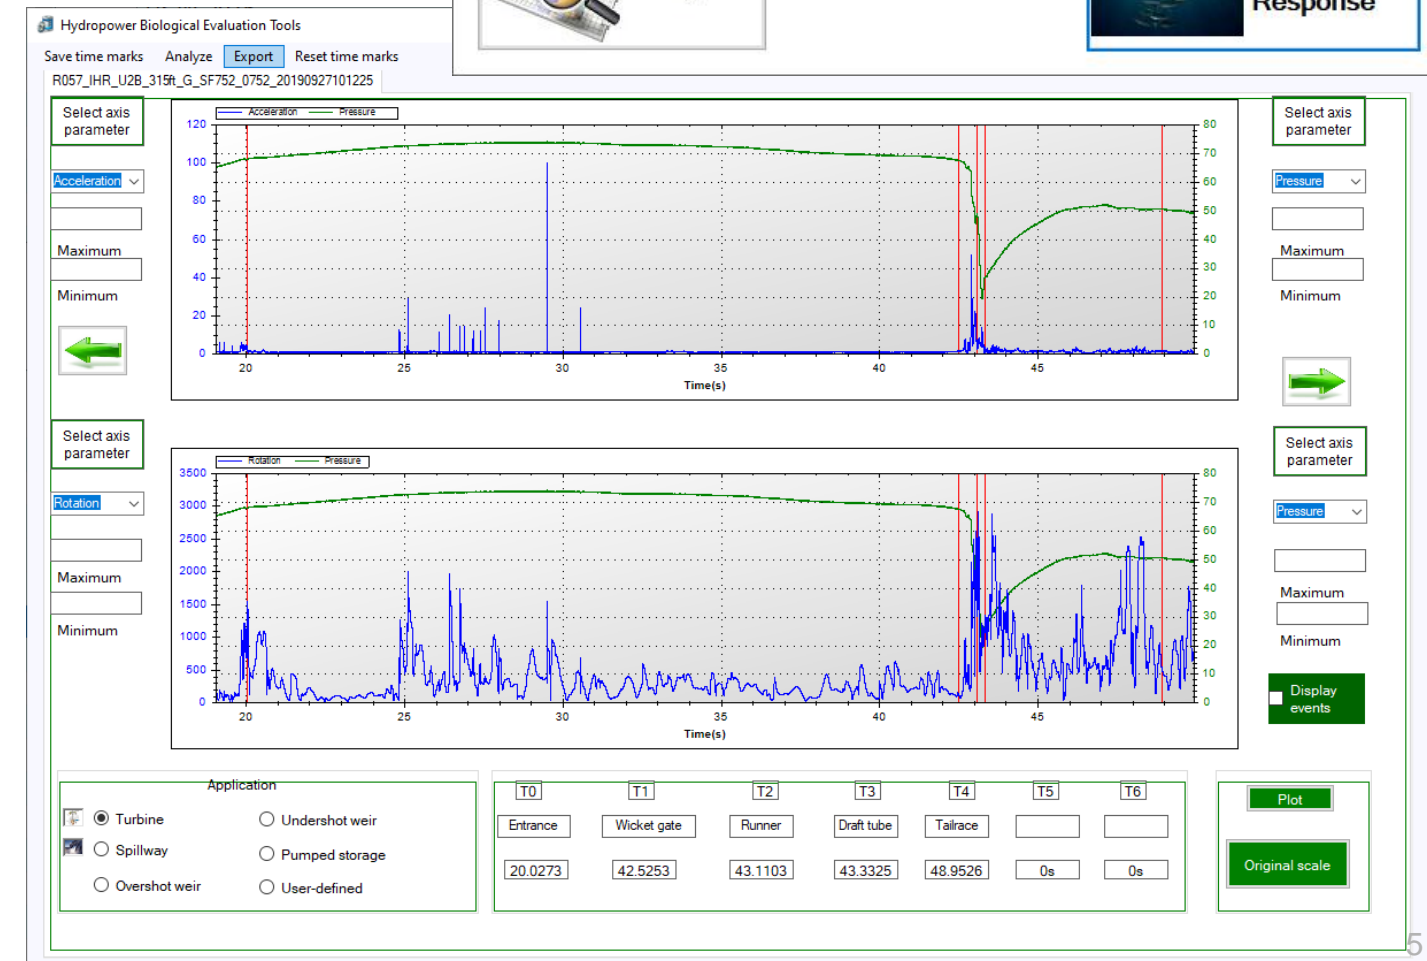 Response
Hydropower Biological Evaluation Tools
Save time marks Analyze Export Reset time marks
R057_IHR_U2B_315ft_G_SF752_0752_20190927101225
Select axis
parameter
Acceleration
Maximum
Minimum
Acceleration Pressure
120
100
80
60
40
20
0
80
70
60
50
40
30
20
10
0
20 25 30 35 40 45
Time(s)
Select axis
parameter
Pressure
Maximum
Minimum
Select axis
parameter
Rotation
Maximum
Minimum
Rotation Pressure
3500
3000
2500
2000
1500
1000
500
0
80
70
60
50
40
30
20
10
0
20 25 30 35 40 45
Time(s)
Select axis
parameter
Pressure
Maximum
Minimum
Display
events
Application
Turbine Undershot weir
Spillway Pumped storage
Overshot weir User-defined
T0 T1 T2 T3 T4 T5 T6
Entrance Wicket gate Runner Draft tube Tailrace
20.0273 42.5253 43.1103 43.3325 48.9526 0s 0s
Plot
Original scale
5